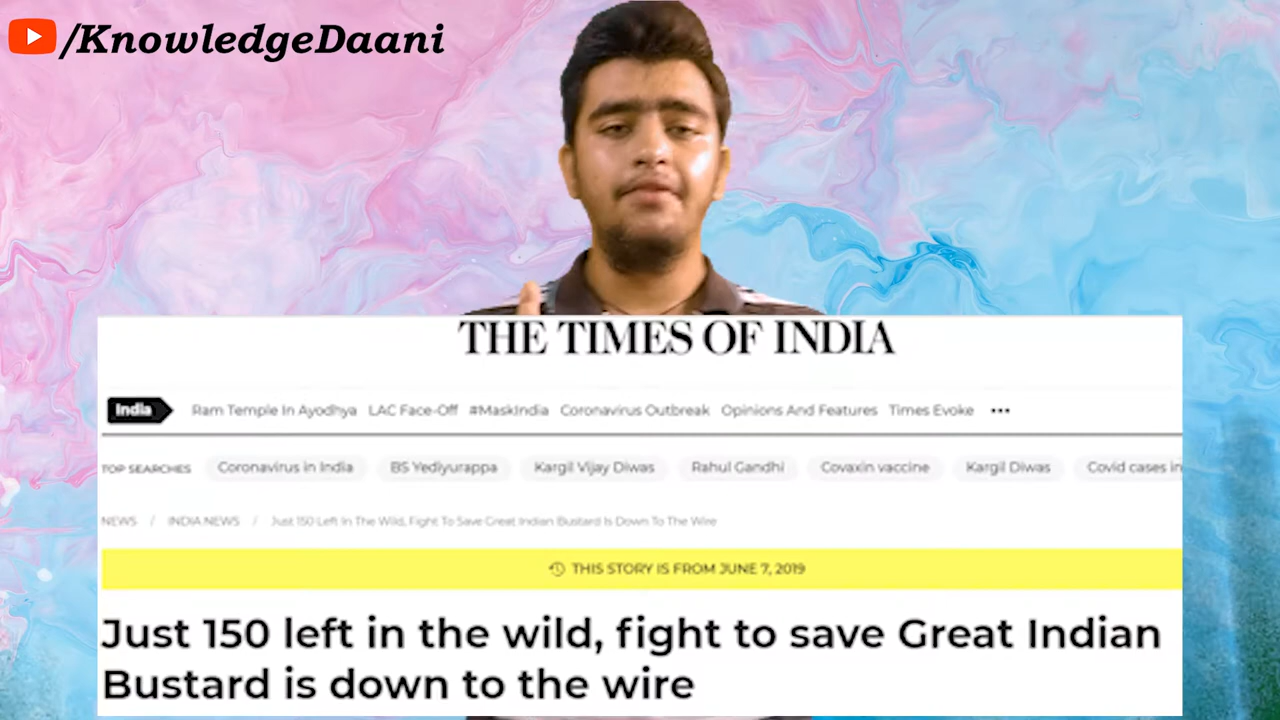 /KnowledgeDaani
THE TIMES OF INDIA
India Ram Temple In Ayodhya LAC Face-Off #MaskIndia Coronavirus Outbreak Opinions And Features Times Evoke •••
TOP SEARCHES Coronavirus in India BS Yediyurappa Kargil Vijay Diwas Rahul Gandhi Covaxin vaccine Kargil Diwas Covid cases in
NEWS / INDIA NEWS / Just 150 Left In The Wild, Fight To Save Great Indian Bustard Is Down To The Wire
THIS STORY IS FROM JUNE 7, 2019
Just 150 left in the wild, fight to save Great Indian
Bustard is down to the wire